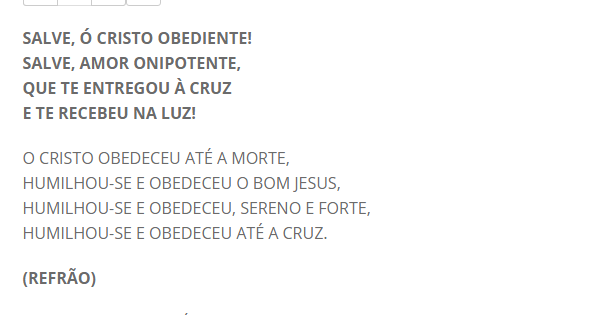 SALVE, Ó CRISTO OBEDIENTE!
SALVE, AMOR ONIPOTENTE,
QUE TE ENTREGOU À CRUZ
E TE RECEBEU NA LUZ!
O CRISTO OBEDECEU ATÉ A MORTE,
HUMILHOU-SE E OBEDECEU O BOM JESUS,
HUMILHOU-SE E OBEDECEU, SERENO E FORTE,
HUMILHOU-SE E OBEDECEU ATÉ A CRUZ.
(REFRÃO)